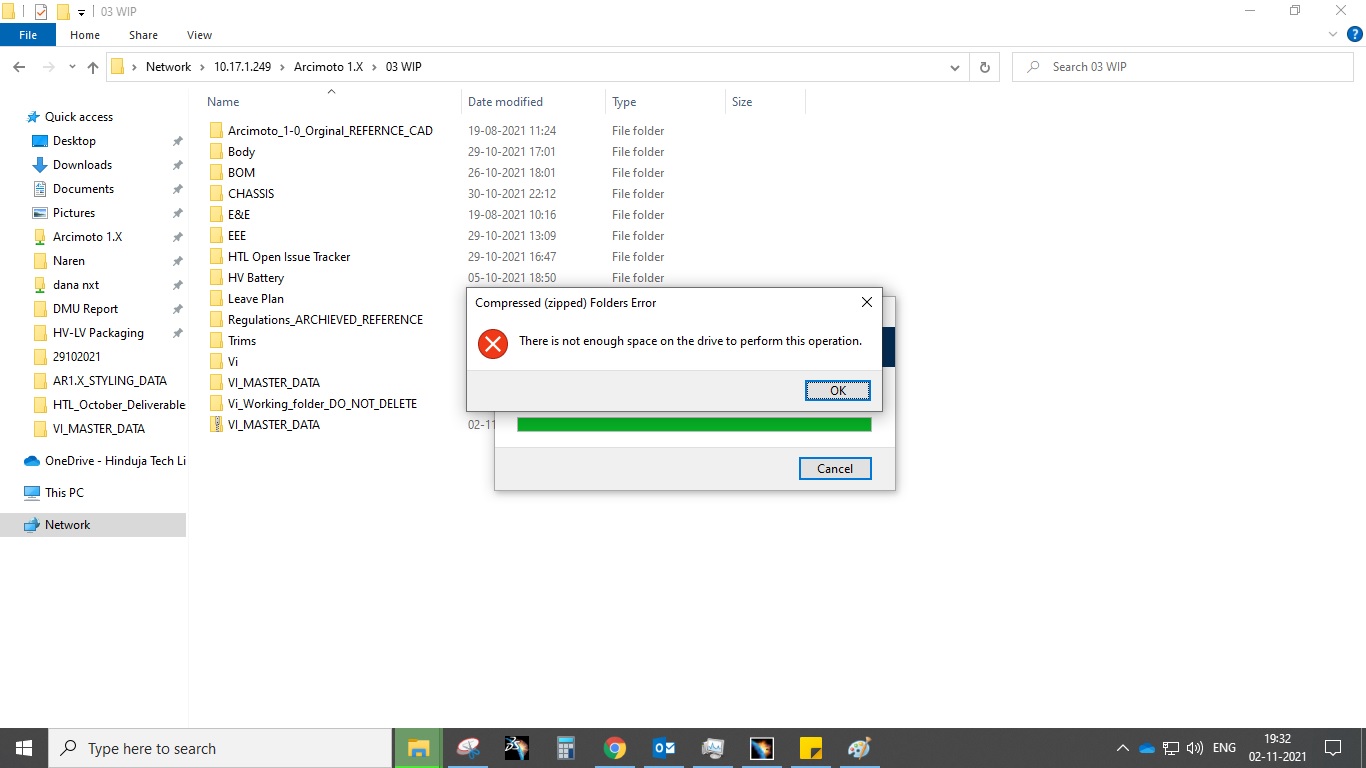 03 WIP
File Home Share View
Network 10.17.1.249 Arcimoto 1.X 03 WIP
Search 03 WIP
Quick access
Desktop
Downloads
Documents
Pictures
Arcimoto 1.X
Naren
dana nxt
DMU Report
HV-LV Packaging
29102021
AR1.X_STYLING_DATA
HTL_October_Deliverable
VI_MASTER_DATA
OneDrive - Hinduja Tech Li
This PC
Network
Name Date modified Type Size
Arcimoto_1-0_Orginal_REFERNCE_CAD 19-08-2021 11:24 File folder
Body 29-10-2021 17:01 File folder
BOM 26-10-2021 18:01 File folder
CHASSIS 30-10-2021 22:12 File folder
E&E 19-08-2021 10:16 File folder
EEE 29-10-2021 13:09 File folder
HTL Open Issue Tracker 29-10-2021 16:47 File folder
HV Battery 05-10-2021 18:50 File folder
Leave Plan
Regulations_ARCHIEVED_REFERENCE
Trims
Vi
VI_MASTER_DATA
Vi_Working_folder_DO_NOT_DELETE
VI_MASTER_DATA 02-11
Compressed (zipped) Folders Error
There is not enough space on the drive to perform this operation.
OK
Cancel
Type here to search
ENG
19:32
02-11-2021